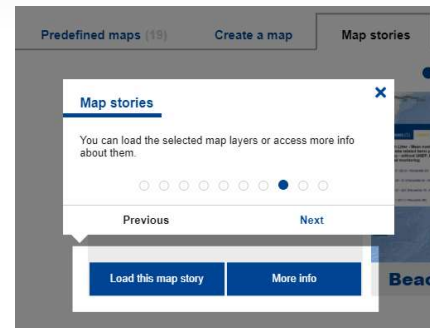 Predefined maps (19)
Create a map
Map stories
Map stories
You can load the selected map layers or access more info
about them.
Previous
Next
Load this map story
More info
Beac